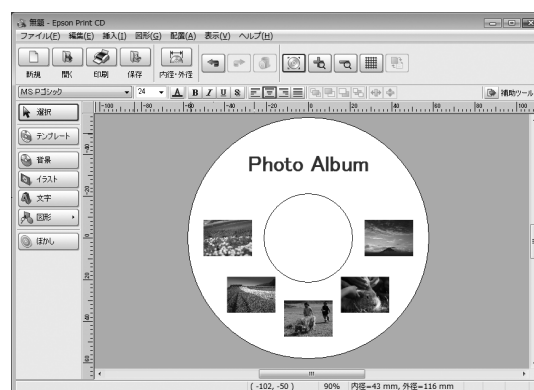 無題 - Epson Print CD
ファイル(F) 編集(E) 挿入(I) 図形(G) 配置(A) 表示(V) ヘルプ(H)
新規 開く 印刷 保存 内径・外径
MS Pゴシック 24 A B I U S 補助ツール
選択
テンプレート
背景
イラスト
文字
図形
ぼかし
Photo Album
( -102, -50 ) 90% 内径=43 mm, 外径=116 mm